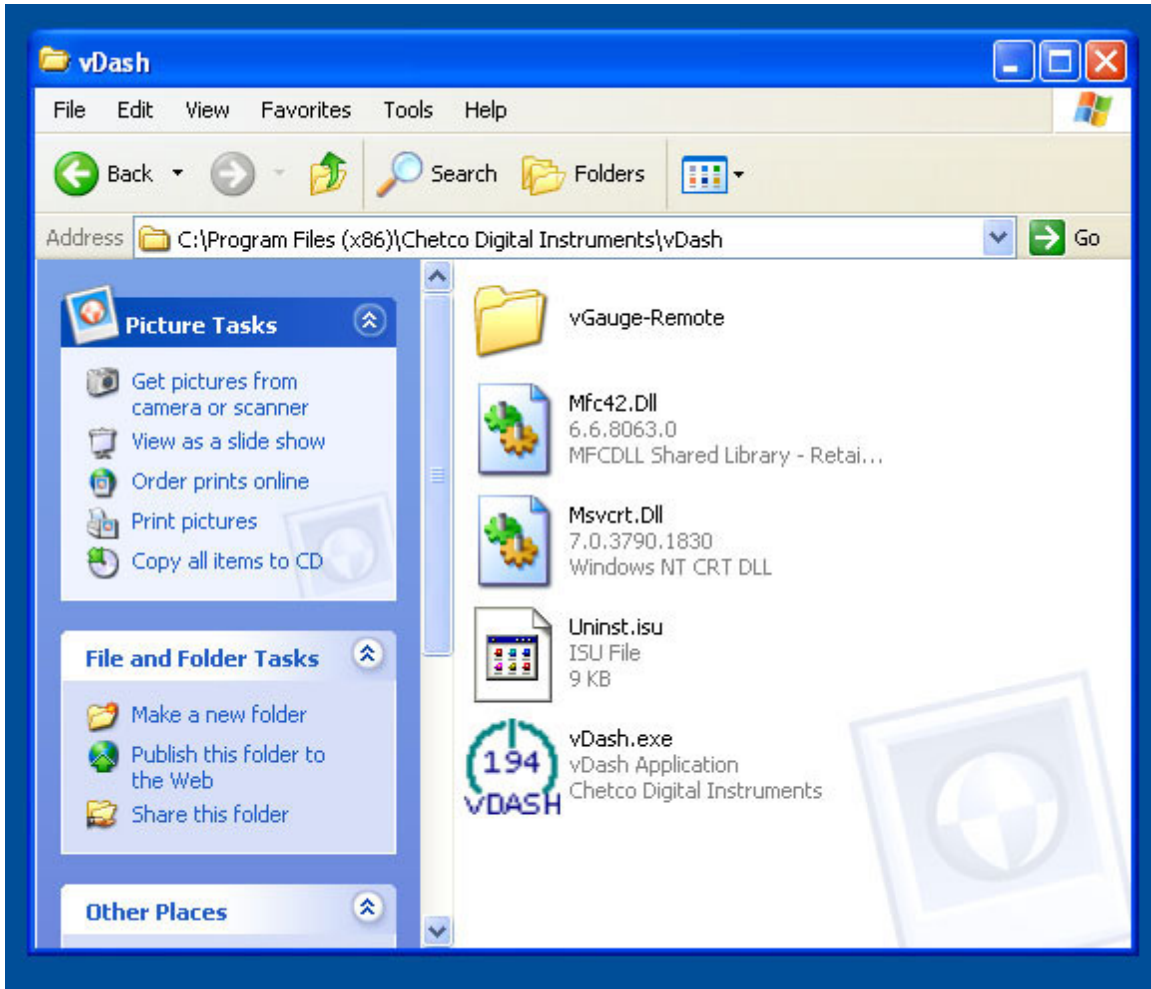 vDash
File Edit View Favorites Tools Help
Back Search Folders
Address C:\Program Files (x86)\Chetco Digital Instruments\vDash Go
Picture Tasks
Get pictures from
camera or scanner
View as a slide show
Order prints online
Print pictures
Copy all items to CD
File and Folder Tasks
Make a new folder
Publish this folder to
the Web
Share this folder
Other Places
vGauge-Remote
Mfc42.Dll
6.6.8063.0
MFCDLL Shared Library - Retai...
Msvcrt.Dll
7.0.3790.1830
Windows NT CRT DLL
Uninst.isu
ISU File
9 KB
194
VDASH
vDash.exe
vDash Application
Chetco Digital Instruments